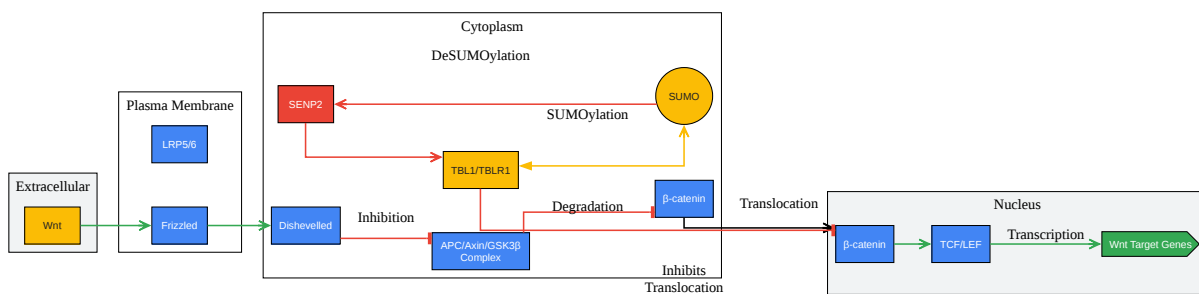 Cytoplasm
DeSUMOylation
SENP2
SUMO
SUMOylation
Plasma Membrane
LRP5/6
TBL1/TBLR1
Extracellular
Wnt
Frizzled
Dishevelled
Inhibition
APC/Axin/GSK3β
Complex
Degradation
β-catenin
Translocation
Inhibits
Translocation
Nucleus
β-catenin
TCF/LEF
Transcription
Wnt Target Genes